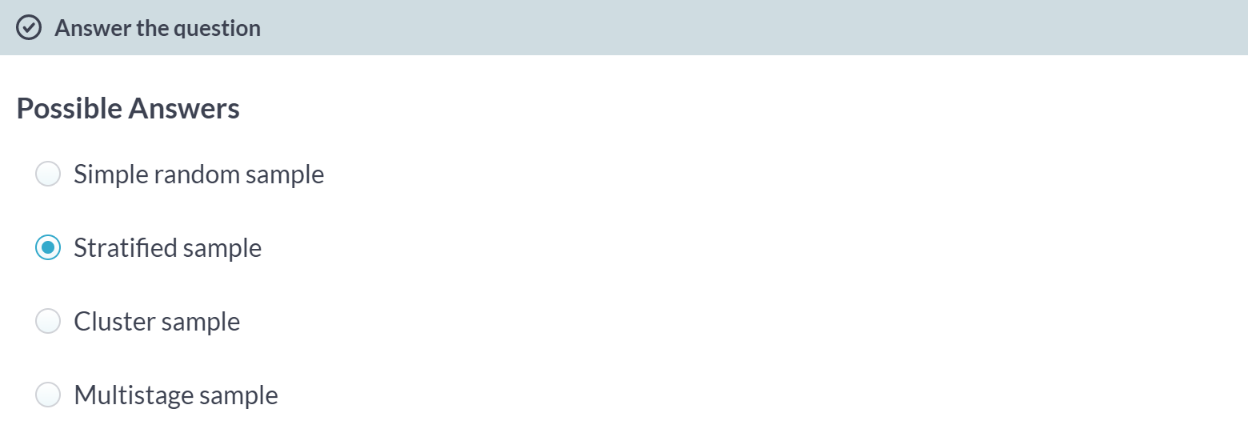 Answer the question
Possible Answers
Simple random sample
Stratified sample
Cluster sample
Multistage sample